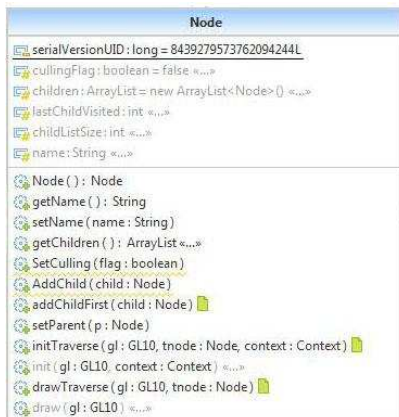 Node
serialVersionUID : long = 8439279573762094244L
cullingFlag : boolean = false «...»
children : ArrayList = new ArrayList<Node>() «...»
lastChildVisited : int «...»
childListSize : int «...»
name : String «...»
Node ( ) : Node
getName ( ) : String
setName ( name : String )
getChildren ( ) : ArrayList «...»
SetCulling ( flag : boolean )
AddChild ( child : Node )
addChildFirst ( child : Node )
setParent ( p : Node )
initTraverse ( gl : GL10, tnode : Node, context : Context )
init ( gl : GL10, context : Context ) «...»
drawTraverse ( gl : GL10, tnode : Node )
draw ( gl : GL10 ) «...»